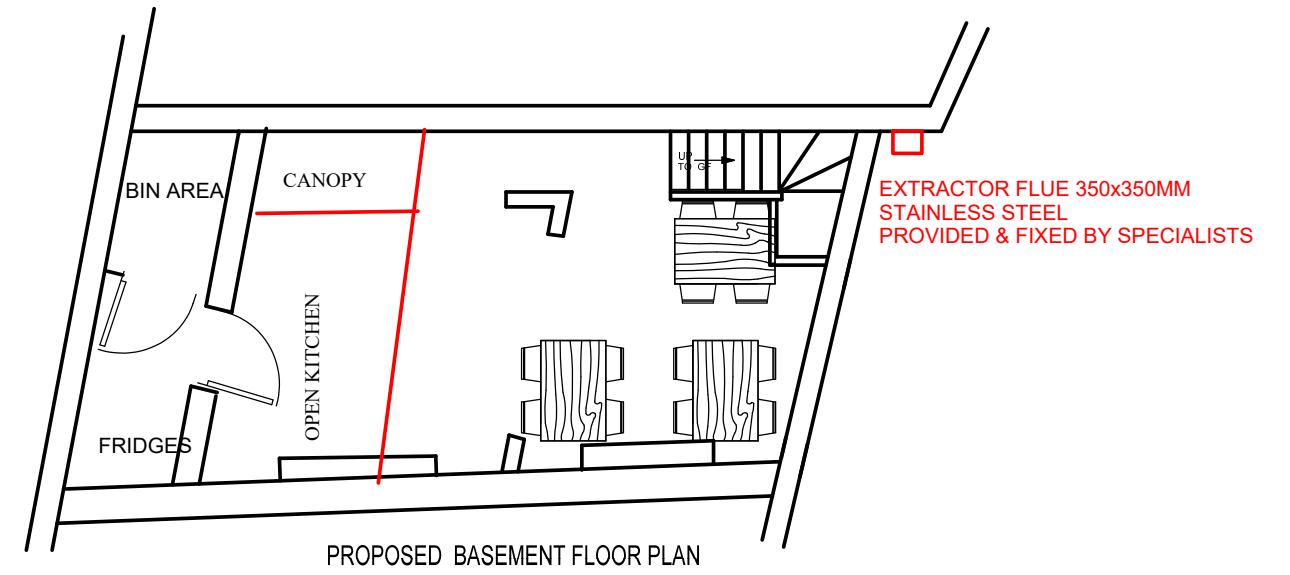 BIN AREA
CANOPY
UP
TO GF
EXTRACTOR FLUE 350x350MM
STAINLESS STEEL
PROVIDED & FIXED BY SPECIALISTS
OPEN KITCHEN
FRIDGES
PROPOSED BASEMENT FLOOR PLAN